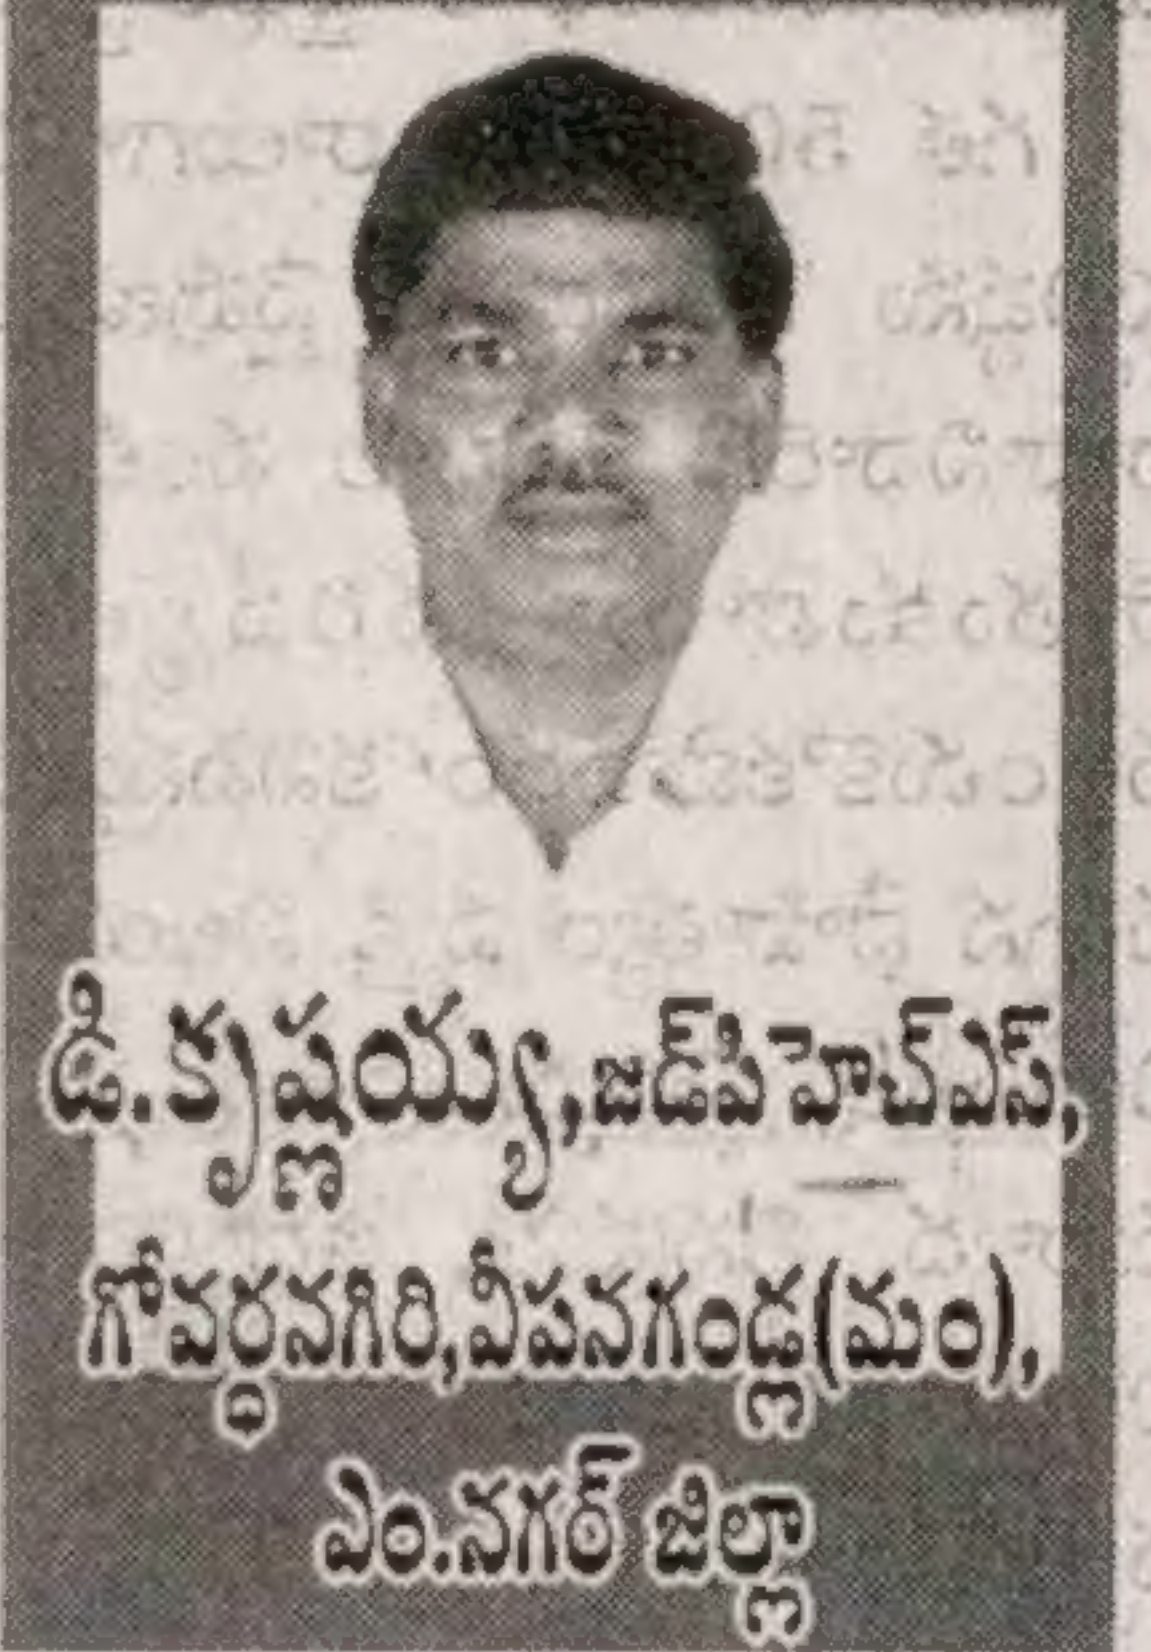 డి.కృష్ణయ్య,జడ్‌పిహెచ్‌ఎస్,
గోవర్ధనగిరి,వీపనగండ్ల(మం),
ఎం.నగర్ జిల్లా